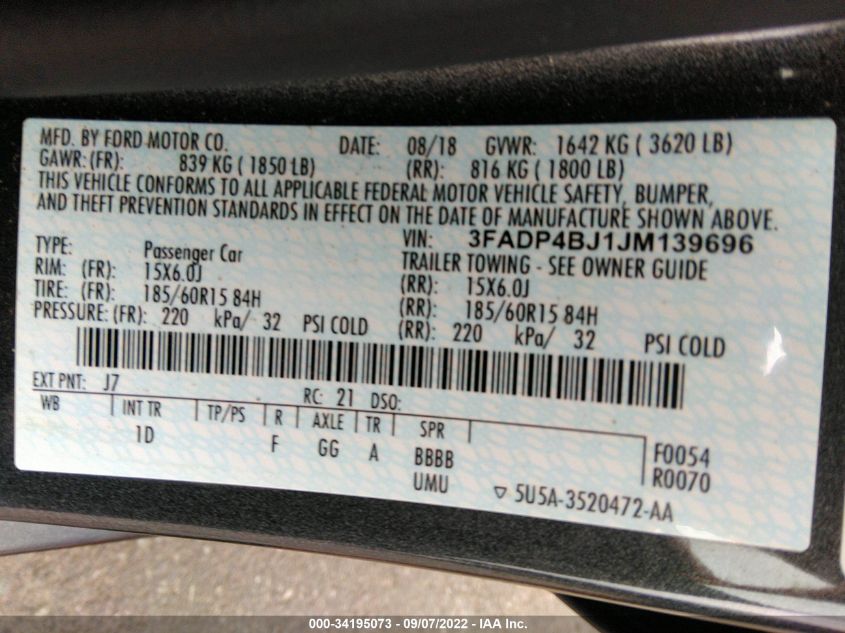 MFD. BY FORD MOTOR CO. DATE: 08/18 GVWR: 1642 KG ( 3620 LB)
GAWR: (FR): 839 KG ( 1850 LB) (RR): 816 KG ( 1800 LB)
THIS VEHICLE CONFORMS TO ALL APPLICABLE FEDERAL MOTOR VEHICLE SAFETY, BUMPER,
AND THEFT PREVENTION STANDARDS IN EFFECT ON THE DATE OF MANUFACTURE SHOWN ABOVE.
VIN: 3FADP4BJ1JM139696
TYPE: Passenger Car TRAILER TOWING - SEE OWNER GUIDE
RIM: (FR): 15X6.0J (RR): 15X6.0J
TIRE: (FR): 185/60R15 84H (RR): 185/60R15 84H
PRESSURE: (FR): 220 kPa/ 32 PSI COLD (RR): 220 kPa/ 32 PSI COLD
EXT PNT: J7 RC: 21 DSO:
WB INT TR TP/PS R AXLE TR SPR
1D F GG A BBBB F0054
UMU R0070
5U5A-3520472-AA
000-34195073 - 09/07/2022 - IAA Inc.